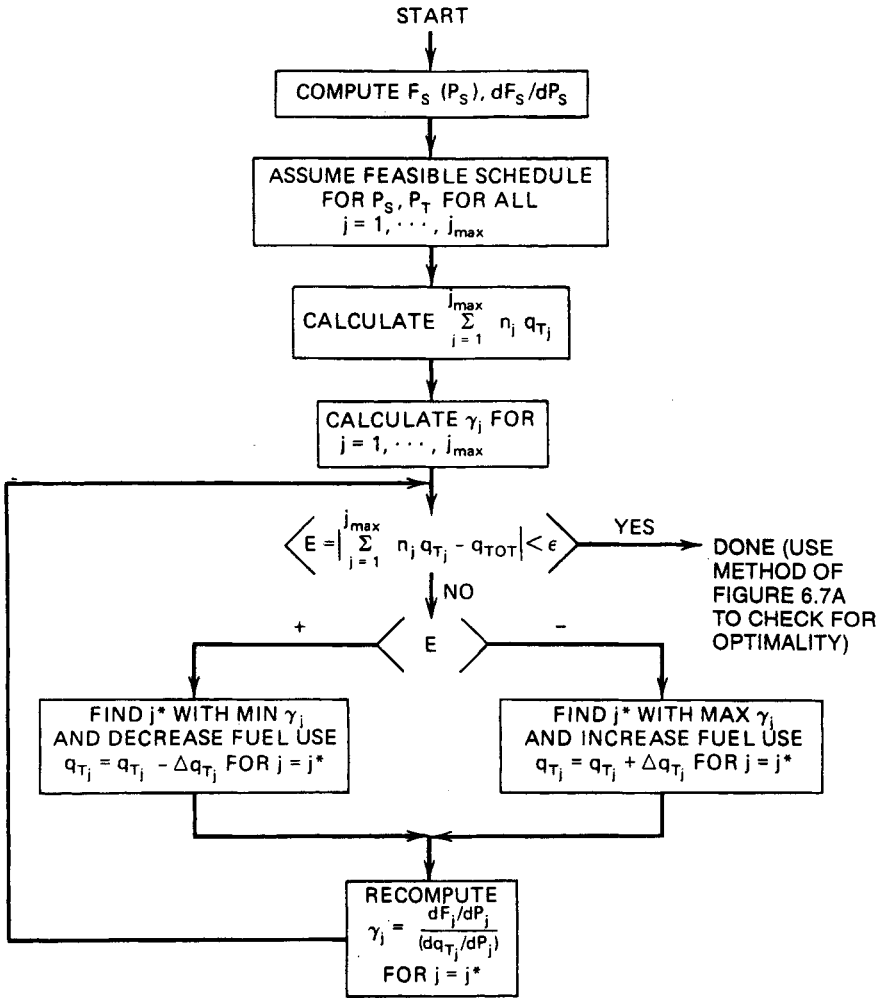 START
COMPUTE F_S (P_S), dF_S/dP_S
ASSUME FEASIBLE SCHEDULE
FOR P_S, P_T FOR ALL
j = 1, · · · , j_max
CALCULATE Σ_{j = 1}^{j_max} n_j q_{T_j}
CALCULATE γ_j FOR
j = 1, · · · , j_max
E = |Σ_{j = 1}^{j_max} n_j q_{T_j} - q_TOT| < ϵ
YES
DONE (USE
METHOD OF
FIGURE 6.7A
TO CHECK FOR
OPTIMALITY)
NO
+
E
−
FIND j* WITH MIN γ_j
AND DECREASE FUEL USE
q_{T_j} = q_{T_j} - Δq_{T_j} FOR j = j*
FIND j* WITH MAX γ_j
AND INCREASE FUEL USE
q_{T_j} = q_{T_j} + Δq_{T_j} FOR j = j*
RECOMPUTE
γ_j = dF_j/dP_j / (dq_{T_j}/dP_j)
FOR j = j*